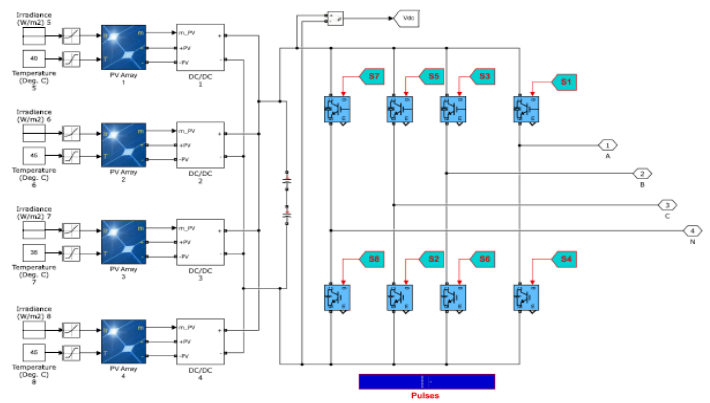 Irradiance
(W/m2) 5
40
Temperature
(Deg. C)
5
m
T
PV Array
1
m_PV
+PV
-PV
+
-
DC/DC
1
Irradiance
(W/m2) 6
45
Temperature
(Deg. C)
6
m
T
PV Array
2
m_PV
+PV
-PV
+
-
DC/DC
2
Irradiance
(W/m2) 7
38
Temperature
(Deg. C)
7
m
T
PV Array
3
m_PV
+PV
-PV
+
-
DC/DC
3
Irradiance
(W/m2) 8
45
Temperature
(Deg. C)
8
m
T
PV Array
4
m_PV
+PV
-PV
+
-
DC/DC
4
Vdc
S7
S5
S3
S1
1
A
2
B
3
C
4
N
S8
S2
S6
S4
Pulses